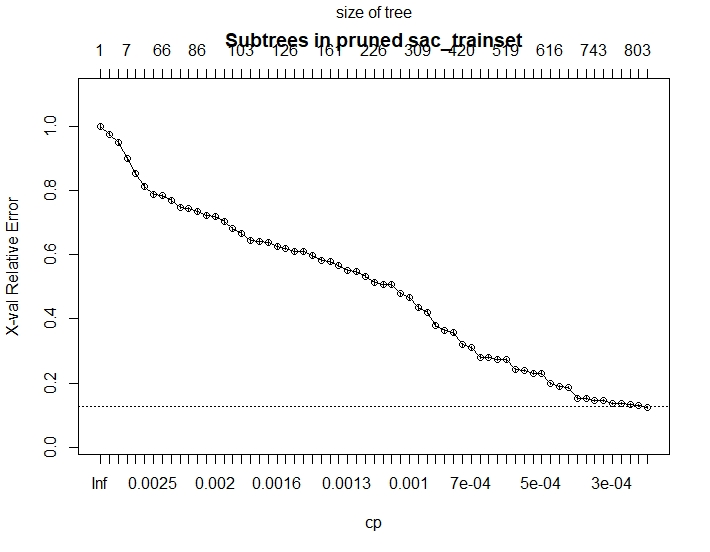 size of tree
Subtrees in pruned sac_trainset
1 7 66 86 103 126 161 226 309 420 519 616 743 803
1.0
0.8
0.6
0.4
0.2
0.0
X-val Relative Error
Inf 0.0025 0.002 0.0016 0.0013 0.001 7e-04 5e-04 3e-04
cp